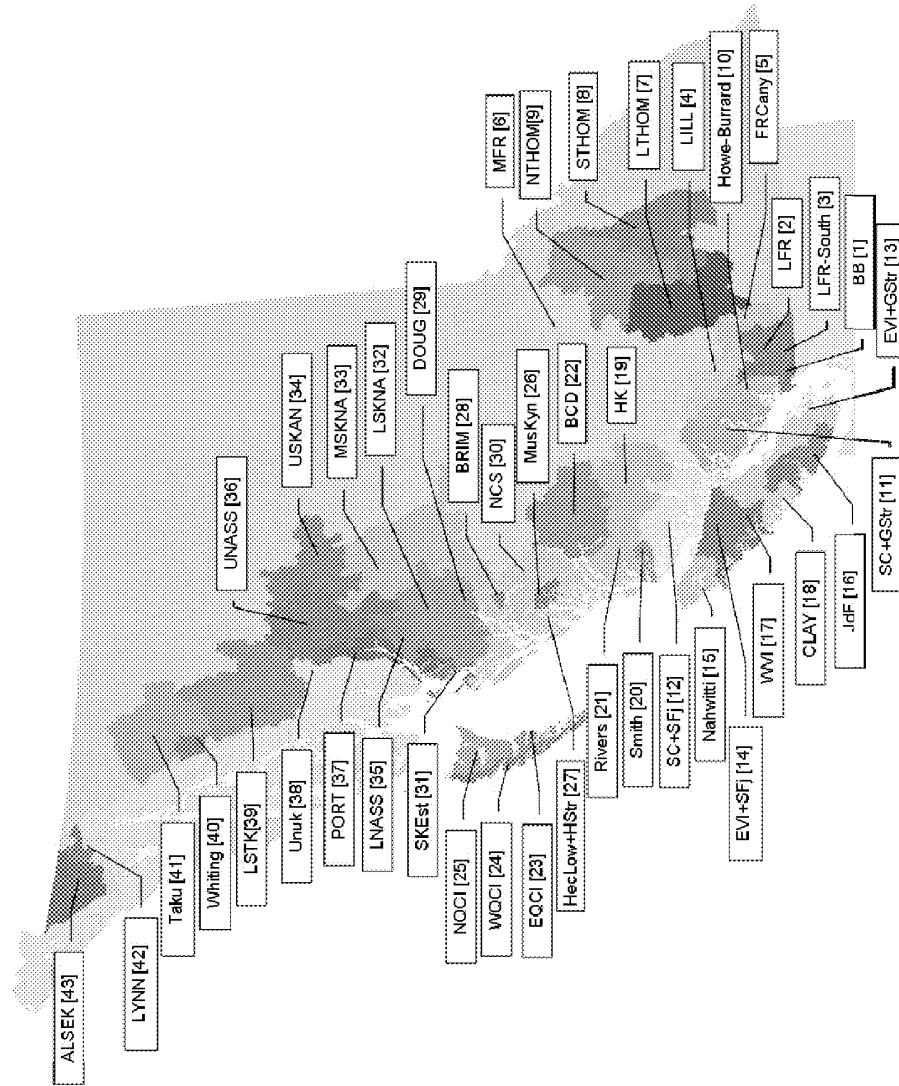 MFR [6]
NTHOM[9]
STHOM [8]
LTHOM [7]
LILL [4]
Howe-Burrard [10]
FRCany [5]
LFR [2]
LFR-South [3]
BB [1]
EVI+GStr [13]
UNASS [36]
USKAN [34]
MSKNA [33]
LSKNA [32]
DOUG [29]
BRIM [28]
NCS [30]
MusKyn [26]
BCD [22]
HK [19]
ALSEK [43]
LYNN [42]
Taku [41]
Whiting [40]
LSTK[39]
Unuk [38]
PORT [37]
LNASS [35]
SKEst [31]
NQCI [25]
WQCI [24]
EQCI [23]
HecLow+HStr [27]
Rivers [21]
Smith [20]
SC+SFj [12]
Nahwitti [15]
EVI+SFj [14]
WVI [17]
CLAY [18]
JdF [16]
SC+GStr [11]